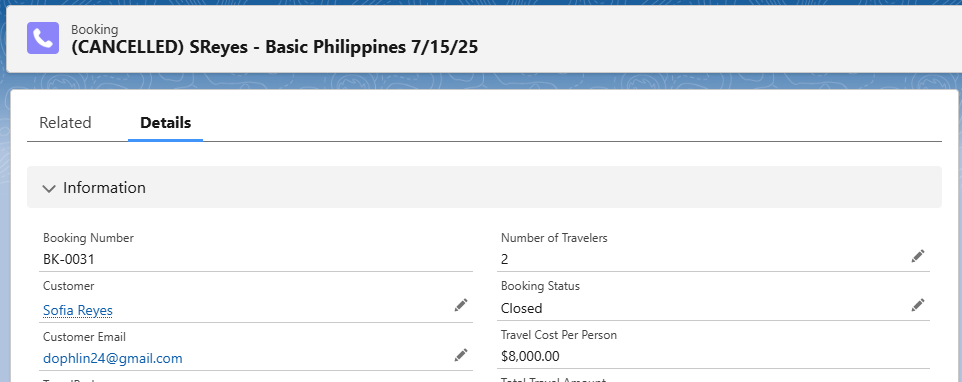 Booking
(CANCELLED) SReyes - Basic Philippines 7/15/25
Related
Details
Information
Booking Number
BK-0031
Customer
Sofia Reyes
Customer Email
dophlin24@gmail.com
Number of Travelers
2
Booking Status
Closed
Travel Cost Per Person
$8,000.00
Total Travel Amount